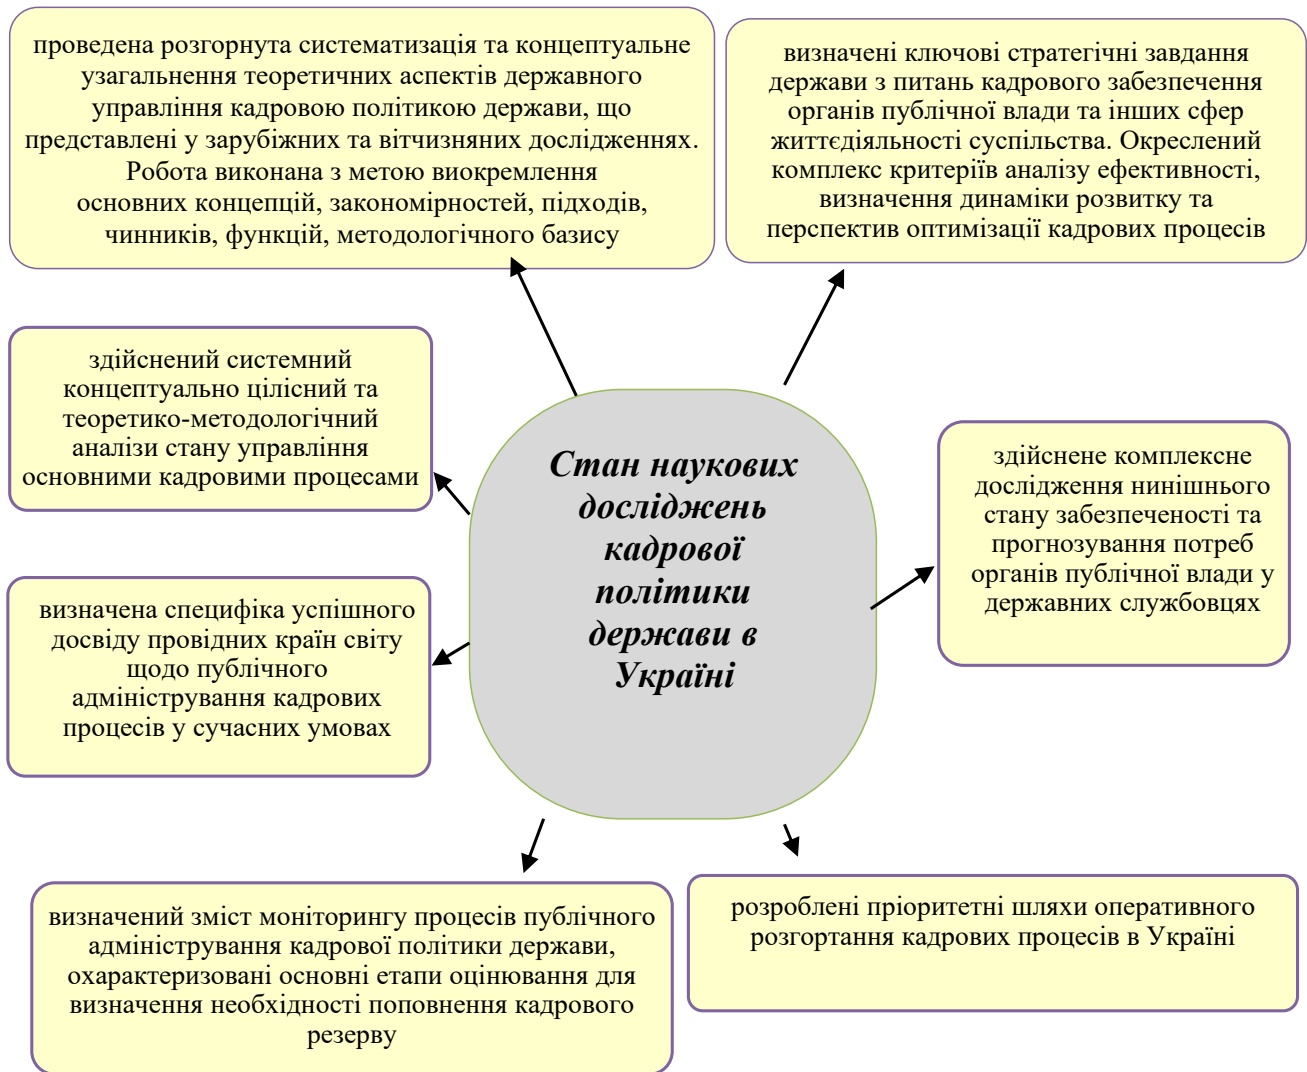 проведена розгорнута систематизація та концептуальне
узагальнення теоретичних аспектів державного
управління кадровою політикою держави, що
представлені у зарубіжних та вітчизняних дослідженнях.
Робота виконана з метою виокремлення
основних концепцій, закономірностей, підходів,
чинників, функцій, методологічного базису
визначені ключові стратегічні завдання
держави з питань кадрового забезпечення
органів публічної влади та інших сфер
життєдіяльності суспільства. Окреслений
комплекс критеріїв аналізу ефективності,
визначення динаміки розвитку та
перспектив оптимізації кадрових процесів
здійснений системний
концептуально цілісний та
теоретико-методологічний
аналізи стану управління
основними кадровими процесами
Стан наукових
досліджень
кадрової
політики
держави в
Україні
здійснене комплексне
дослідження нинішнього
стану забезпеченості та
прогнозування потреб
органів публічної влади у
державних службовцях
визначена специфіка успішного
досвіду провідних країн світу
щодо публічного
адміністрування кадрових
процесів у сучасних умовах
визначений зміст моніторингу процесів публічного
адміністрування кадрової політики держави,
охарактеризовані основні етапи оцінювання для
визначення необхідності поповнення кадрового
резерву
розроблені пріоритетні шляхи оперативного
розгортання кадрових процесів в Україні